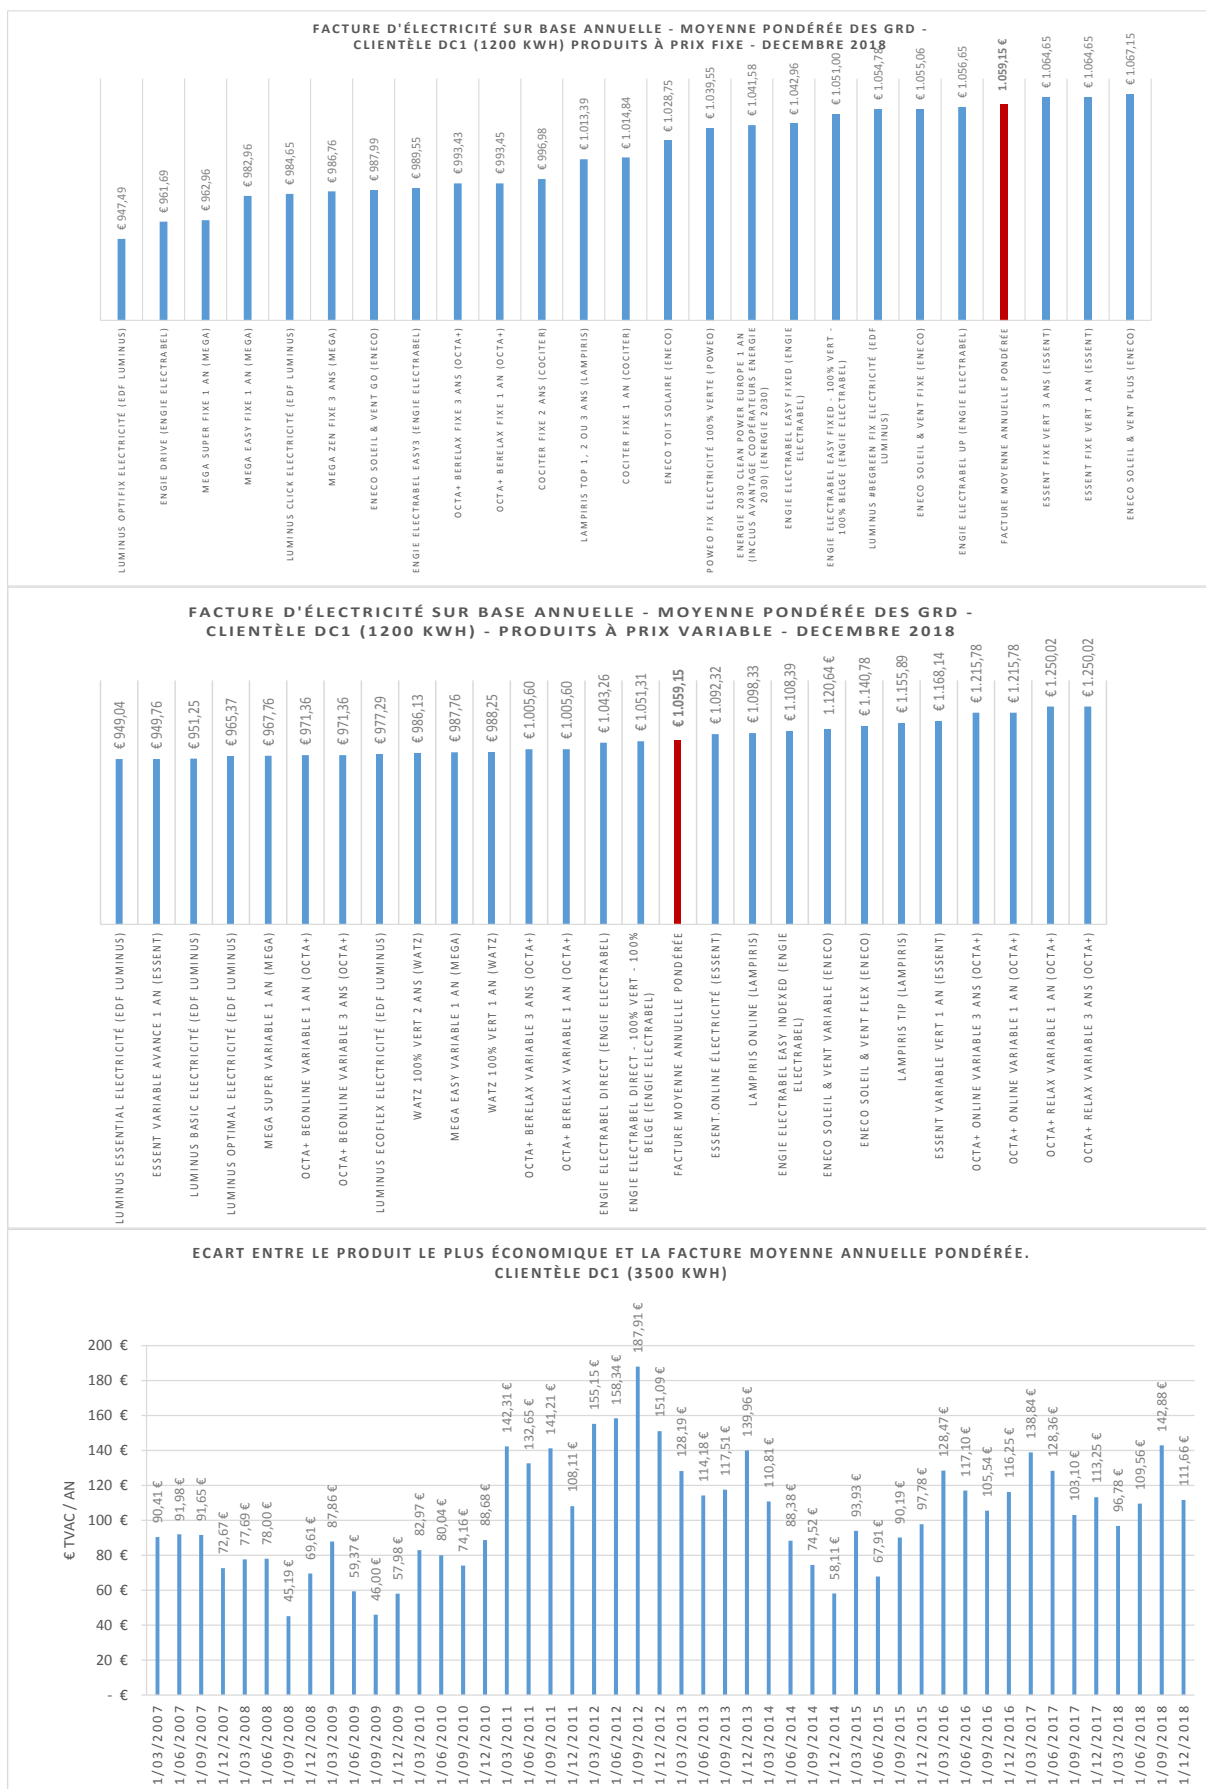 FACTURE D'ÉLECTRICITÉ SUR BASE ANNUELLE - MOYENNE PONDÉRÉE DES GRD -
CLIENTÈLE DC1 (1200 KWH) PRODUITS À PRIX FIXE - DECEMBRE 2018
€ 947,49
€ 961,69
€ 962,96
€ 982,96
€ 984,65
€ 986,76
€ 987,99
€ 989,55
€ 993,43
€ 993,45
€ 996,98
€ 1.013,39
€ 1.014,84
€ 1.028,75
€ 1.039,55
€ 1.041,58
€ 1.042,96
€ 1.051,00
€ 1.054,78
€ 1.055,06
€ 1.056,65
1.059,15 €
€ 1.064,65
€ 1.064,65
€ 1.067,15
LUMINUS OPTIFIX ELECTRICITÉ (EDF LUMINUS)
ENGIE DRIVE (ENGIE ELECTRABEL)
MEGA SUPER FIXE 1 AN (MEGA)
MEGA EASY FIXE 1 AN (MEGA)
LUMINUS CLICK ELECTRICITÉ (EDF LUMINUS)
MEGA ZEN FIXE 3 ANS (MEGA)
ENECO SOLEIL & VENT GO (ENECO)
ENGIE ELECTRABEL EASY3 (ENGIE ELECTRABEL)
OCTA+ BERELAX FIXE 3 ANS (OCTA+)
OCTA+ BERELAX FIXE 1 AN (OCTA+)
COCITER FIXE 2 ANS (COCITER)
LAMPIRIS TOP 1, 2 OU 3 ANS (LAMPIRIS)
COCITER FIXE 1 AN (COCITER)
ENECO TOIT SOLAIRE (ENECO)
POWEO FIX ELECTRICITÉ 100% VERTE (POWEO)
ENERGIE 2030 CLEAN POWER EUROPE 1 AN
(INCLUS AVANTAGE COOPÉRATEURS ENERGIE
2030) (ENERGIE 2030)
ENGIE ELECTRABEL EASY FIXED (ENGIE
ELECTRABEL)
ENGIE ELECTRABEL EASY FIXED - 100% VERT -
100% BELGE (ENGIE ELECTRABEL)
LUMINUS #BEGREEN FIX ELECTRICITÉ (EDF
LUMINUS)
ENECO SOLEIL & VENT FIXE (ENECO)
ENGIE ELECTRABEL UP (ENGIE ELECTRABEL)
FACTURE MOYENNE ANNUELLE PONDÉRÉE
ESSENT FIXE VERT 3 ANS (ESSENT)
ESSENT FIXE VERT 1 AN (ESSENT)
ENECO SOLEIL & VENT PLUS (ENECO)
FACTURE D'ÉLECTRICITÉ SUR BASE ANNUELLE - MOYENNE PONDÉRÉE DES GRD -
CLIENTÈLE DC1 (1200 KWH) - PRODUITS À PRIX VARIABLE - DECEMBRE 2018
€ 949,04
€ 949,76
€ 951,25
€ 965,37
€ 967,76
€ 971,36
€ 971,36
€ 977,29
€ 986,13
€ 987,76
€ 988,25
€ 1.005,60
€ 1.005,60
€ 1.043,26
€ 1.051,31
€ 1.059,15
€ 1.092,32
€ 1.098,33
€ 1.108,39
1.120,64 €
€ 1.140,78
€ 1.155,89
€ 1.168,14
€ 1.215,78
€ 1.215,78
€ 1.250,02
€ 1.250,02
LUMINUS ESSENTIAL ELECTRICITÉ (EDF LUMINUS)
ESSENT VARIABLE AVANCE 1 AN (ESSENT)
LUMINUS BASIC ELECTRICITÉ (EDF LUMINUS)
LUMINUS OPTIMAL ELECTRICITÉ (EDF LUMINUS)
MEGA SUPER VARIABLE 1 AN (MEGA)
OCTA+ BEONLINE VARIABLE 1 AN (OCTA+)
OCTA+ BEONLINE VARIABLE 3 ANS (OCTA+)
LUMINUS ECOFLEX ELECTRICITÉ (EDF LUMINUS)
WATZ 100% VERT 2 ANS (WATZ)
MEGA EASY VARIABLE 1 AN (MEGA)
WATZ 100% VERT 1 AN (WATZ)
OCTA+ BERELAX VARIABLE 3 ANS (OCTA+)
OCTA+ BERELAX VARIABLE 1 AN (OCTA+)
ENGIE ELECTRABEL DIRECT (ENGIE ELECTRABEL)
ENGIE ELECTRABEL DIRECT - 100% VERT - 100%
BELGE (ENGIE ELECTRABEL)
FACTURE MOYENNE ANNUELLE PONDÉRÉE
ESSENT.ONLINE ÉLECTRICITÉ (ESSENT)
LAMPIRIS ONLINE (LAMPIRIS)
ENGIE ELECTRABEL EASY INDEXED (ENGIE
ELECTRABEL)
ENECO SOLEIL & VENT VARIABLE (ENECO)
ENECO SOLEIL & VENT FLEX (ENECO)
LAMPIRIS TIP (LAMPIRIS)
ESSENT VARIABLE VERT 1 AN (ESSENT)
OCTA+ ONLINE VARIABLE 3 ANS (OCTA+)
OCTA+ ONLINE VARIABLE 1 AN (OCTA+)
OCTA+ RELAX VARIABLE 1 AN (OCTA+)
OCTA+ RELAX VARIABLE 3 ANS (OCTA+)
ECART ENTRE LE PRODUIT LE PLUS ÉCONOMIQUE ET LA FACTURE MOYENNE ANNUELLE PONDÉRÉE.
CLIENTÈLE DC1 (3500 KWH)
€ TVAC / AN
200 €
180 €
160 €
140 €
120 €
100 €
80 €
60 €
40 €
20 €
- €
90,41 €
91,98 €
91,65 €
72,67 €
77,69 €
78,00 €
45,19 €
69,61 €
87,86 €
59,37 €
46,00 €
57,98 €
82,97 €
80,04 €
74,16 €
88,68 €
142,31 €
132,65 €
141,21 €
108,11 €
155,15 €
158,34 €
187,91 €
151,09 €
128,19 €
114,18 €
117,51 €
139,96 €
110,81 €
88,38 €
74,52 €
58,11 €
93,93 €
67,91 €
90,19 €
97,78 €
128,47 €
117,10 €
105,54 €
116,25 €
138,84 €
128,36 €
103,10 €
113,25 €
96,78 €
109,56 €
142,88 €
111,66 €
1/03/2007
1/06/2007
1/09/2007
1/12/2007
1/03/2008
1/06/2008
1/09/2008
1/12/2008
1/03/2009
1/06/2009
1/09/2009
1/12/2009
1/03/2010
1/06/2010
1/09/2010
1/12/2010
1/03/2011
1/06/2011
1/09/2011
1/12/2011
1/03/2012
1/06/2012
1/09/2012
1/12/2012
1/03/2013
1/06/2013
1/09/2013
1/12/2013
1/03/2014
1/06/2014
1/09/2014
1/12/2014
1/03/2015
1/06/2015
1/09/2015
1/12/2015
1/03/2016
1/06/2016
1/09/2016
1/12/2016
1/03/2017
1/06/2017
1/09/2017
1/12/2017
1/03/2018
1/06/2018
1/09/2018
1/12/2018